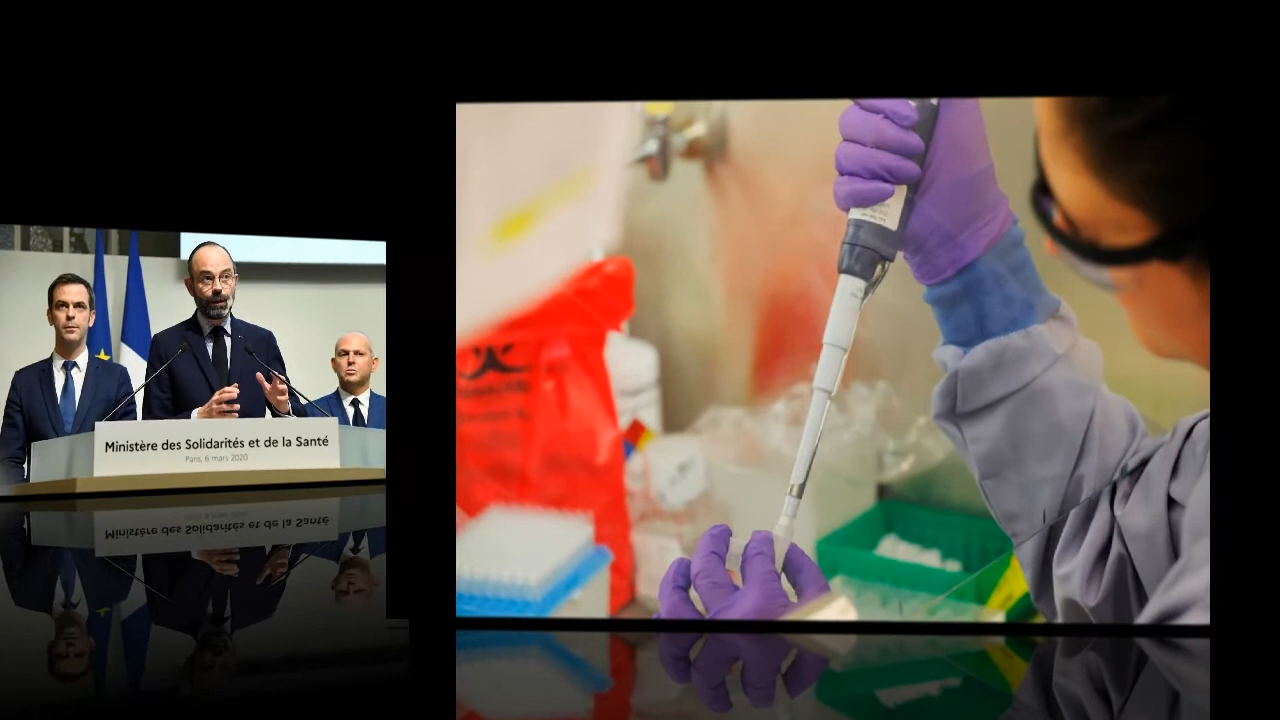 Ministère des Solidarités et de la Santé
Paris, 6 mars 2020